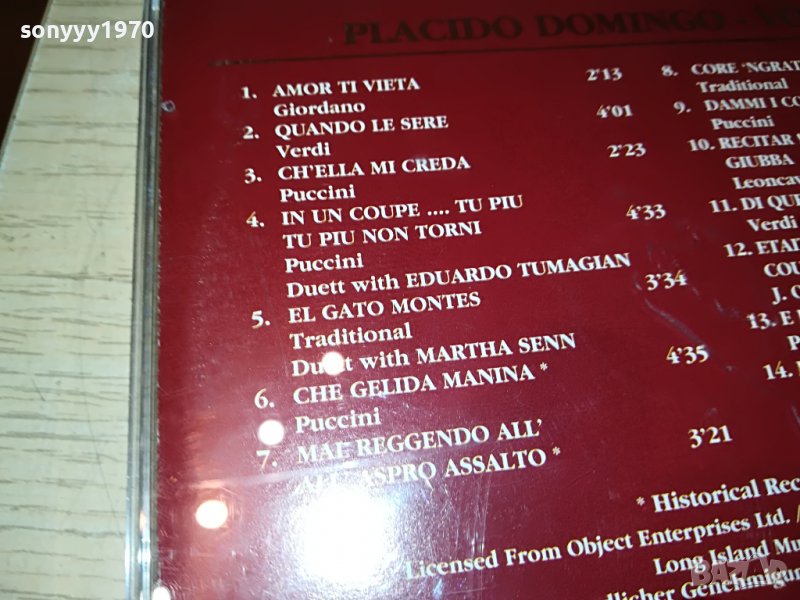 sonyyy1970
PLACIDO DOMINGO
1. AMOR TI VIETA 2'13
Giordano
2. QUANDO LE SERE 4'01
Verdi
3. CH'ELLA MI CREDA 2'23
Puccini
4. IN UN COUPE .... TU PIU 4'33
TU PIU NON TORNI
Puccini
Duett with EDUARDO TUMAGIAN
5. EL GATO MONTES 3'34
Traditional
Duett with MARTHA SENN
6. CHE GELIDA MANINA * 4'35
Puccini
7. MAL REGGENDO ALL' 3'21
ASPRO ASSALTO *
8. CORE 'NGRAT
Traditional
9. DAMMI I CO
Puccini
10. RECITAR
GIUBBA
Leoncav
11. DI QUE
Verdi
12. ETAD
COU
J. O
13. E
P
14.
* Historical Rec
Licensed From Object Enterprises Ltd.
Long Island Mu
dlicher Genehmigun
BAZAR